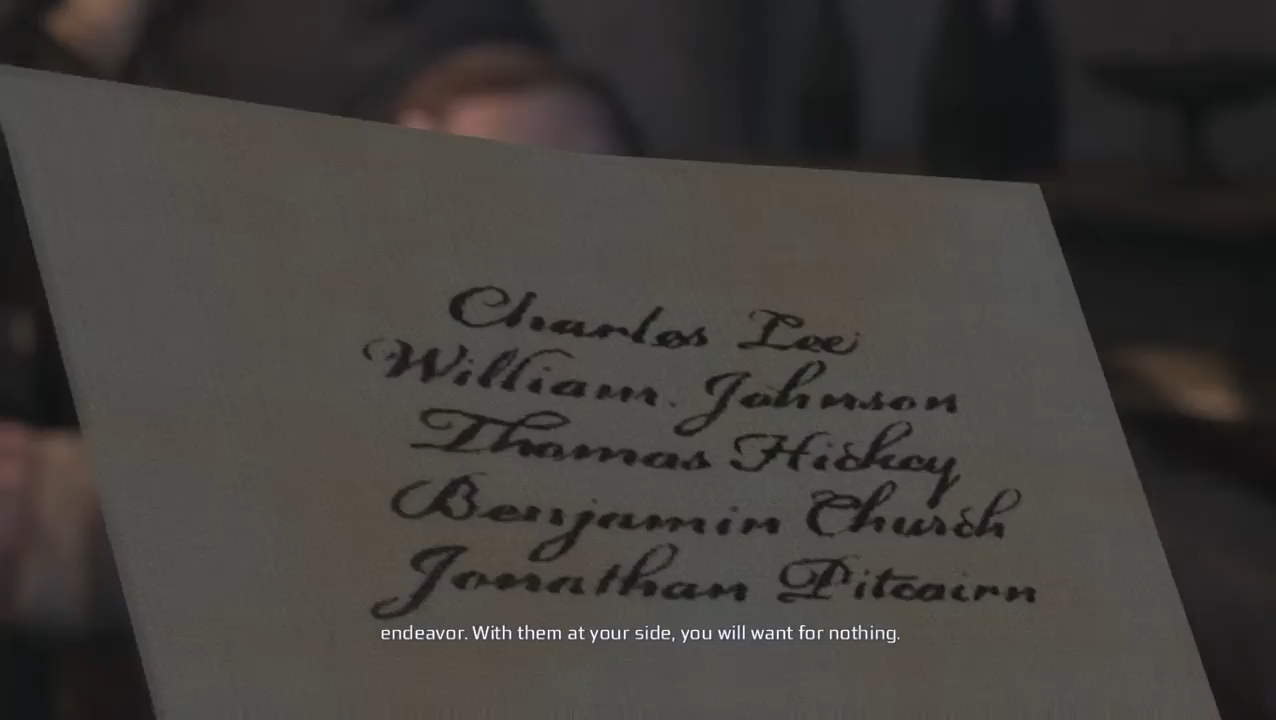 Charles Lee
William Johnson
Thomas Hickey
Benjamin Church
Jonathan Pitcairn
endeavor. With them at your side, you will want for nothing.